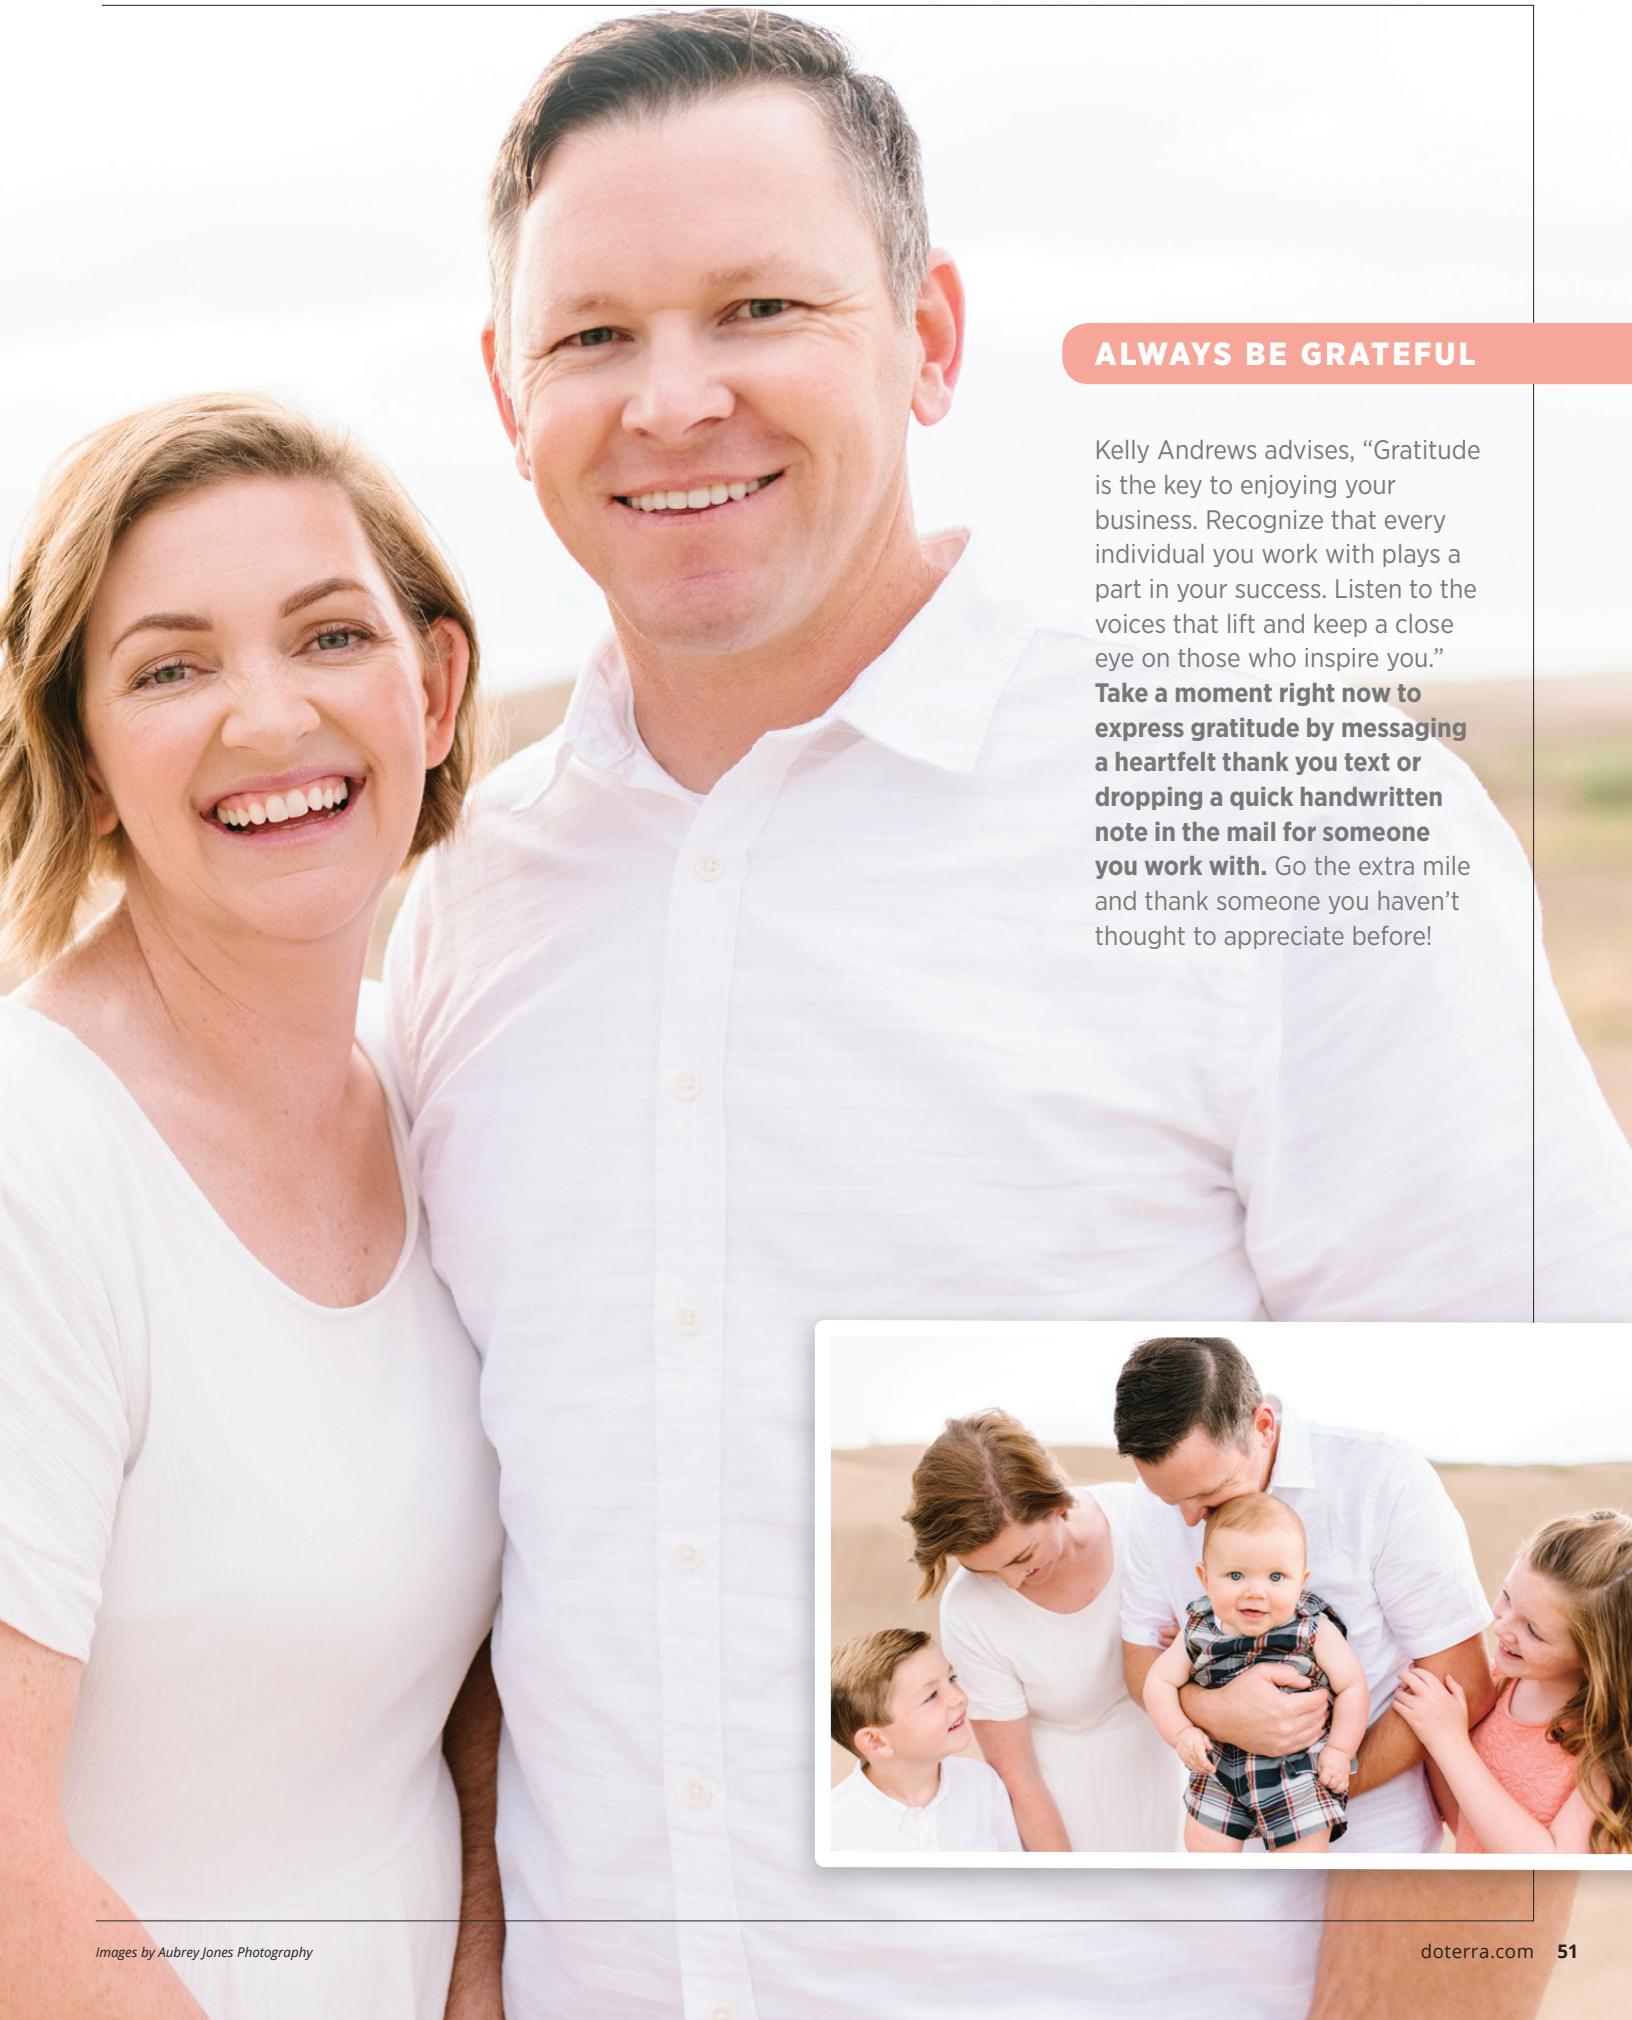 ALWAYS BE GRATEFUL
Kelly Andrews advises, “Gratitude
is the key to enjoying your
business. Recognize that every
individual you work with plays a
part in your success. Listen to the
voices that lift and keep a close
eye on those who inspire you.”
Take a moment right now to
express gratitude by messaging
a heartfelt thank you text or
dropping a quick handwritten
note in the mail for someone
you work with. Go the extra mile
and thank someone you haven’t
thought to appreciate before!
Images by Aubrey Jones Photography
doterra.com 51